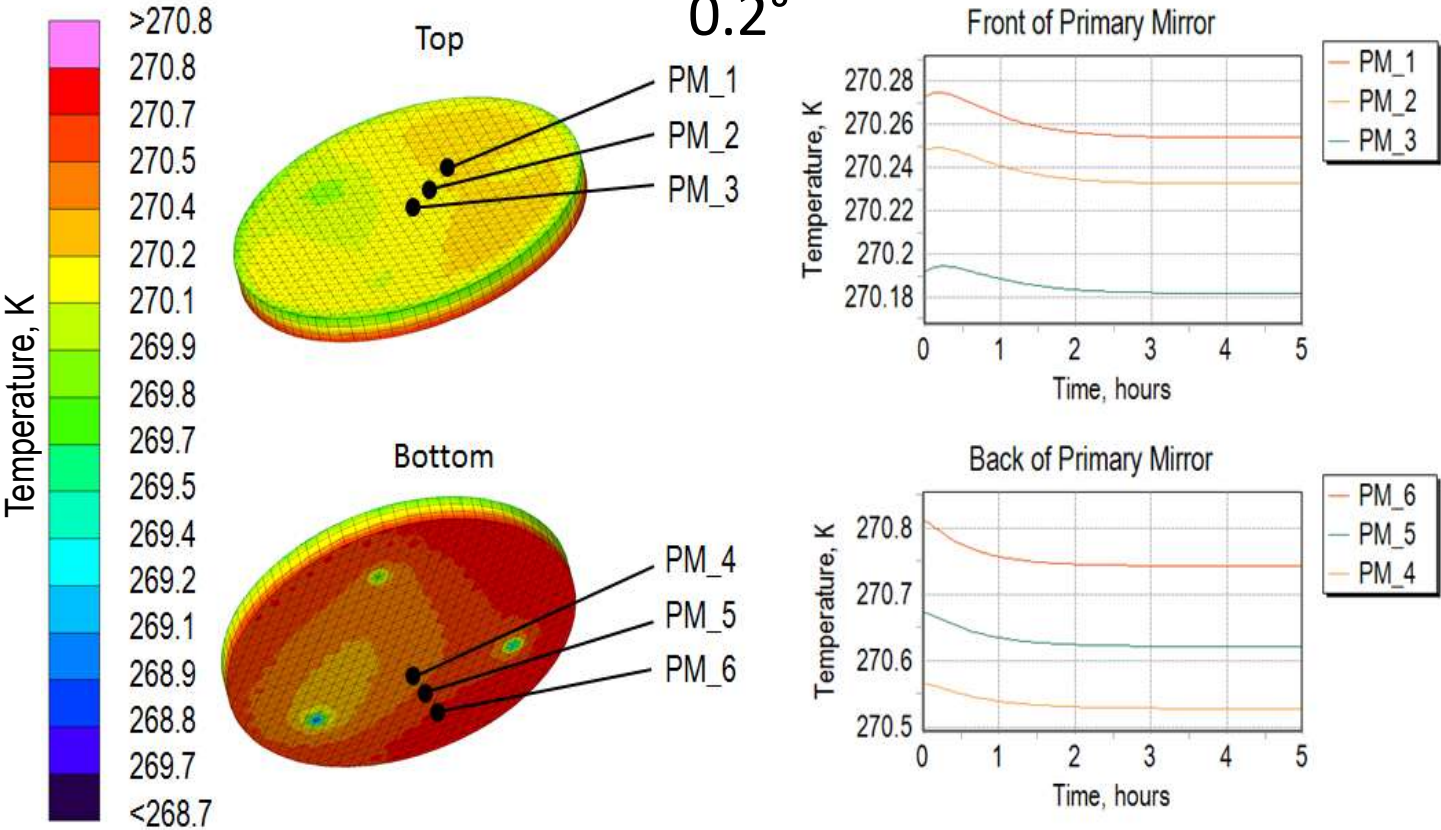 0.2°
Temperature, K
>270.8
270.8
270.7
270.5
270.4
270.2
270.1
269.9
269.8
269.7
269.5
269.4
269.2
269.1
268.9
268.8
269.7
<268.7
Top
PM_1
PM_2
PM_3
Front of Primary Mirror
Temperature, K
270.28
270.26
270.24
270.22
270.2
270.18
0 1 2 3 4 5
Time, hours
PM_1
PM_2
PM_3
Bottom
PM_4
PM_5
PM_6
Back of Primary Mirror
Temperature, K
270.8
270.7
270.6
270.5
0 1 2 3 4 5
Time, hours
PM_6
PM_5
PM_4